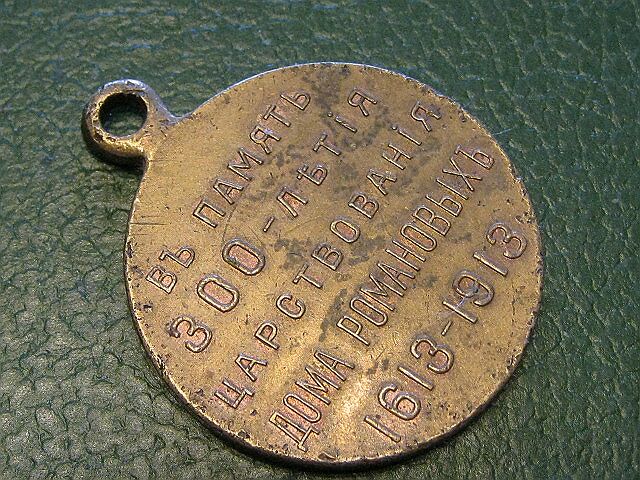 ВЪ ПАМЯТЬ
300-ЛѢТІЯ
ЦАРСТВОВАНІЯ
ДОМА РОМАНОВЫХЪ
1613-1913